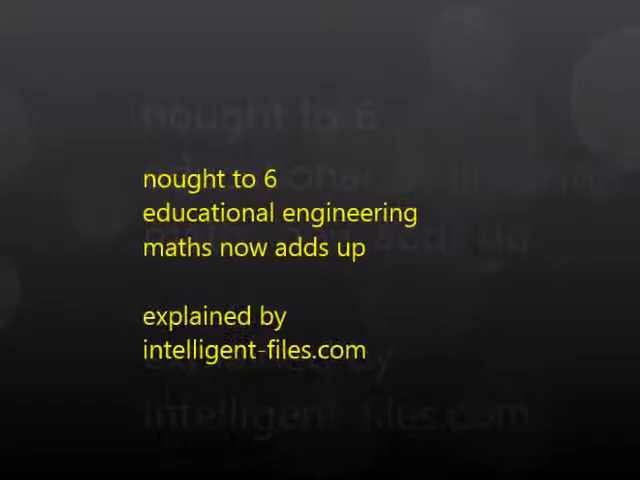 nought to 6
educational engineering
maths now adds up
explained by
intelligent-files.com